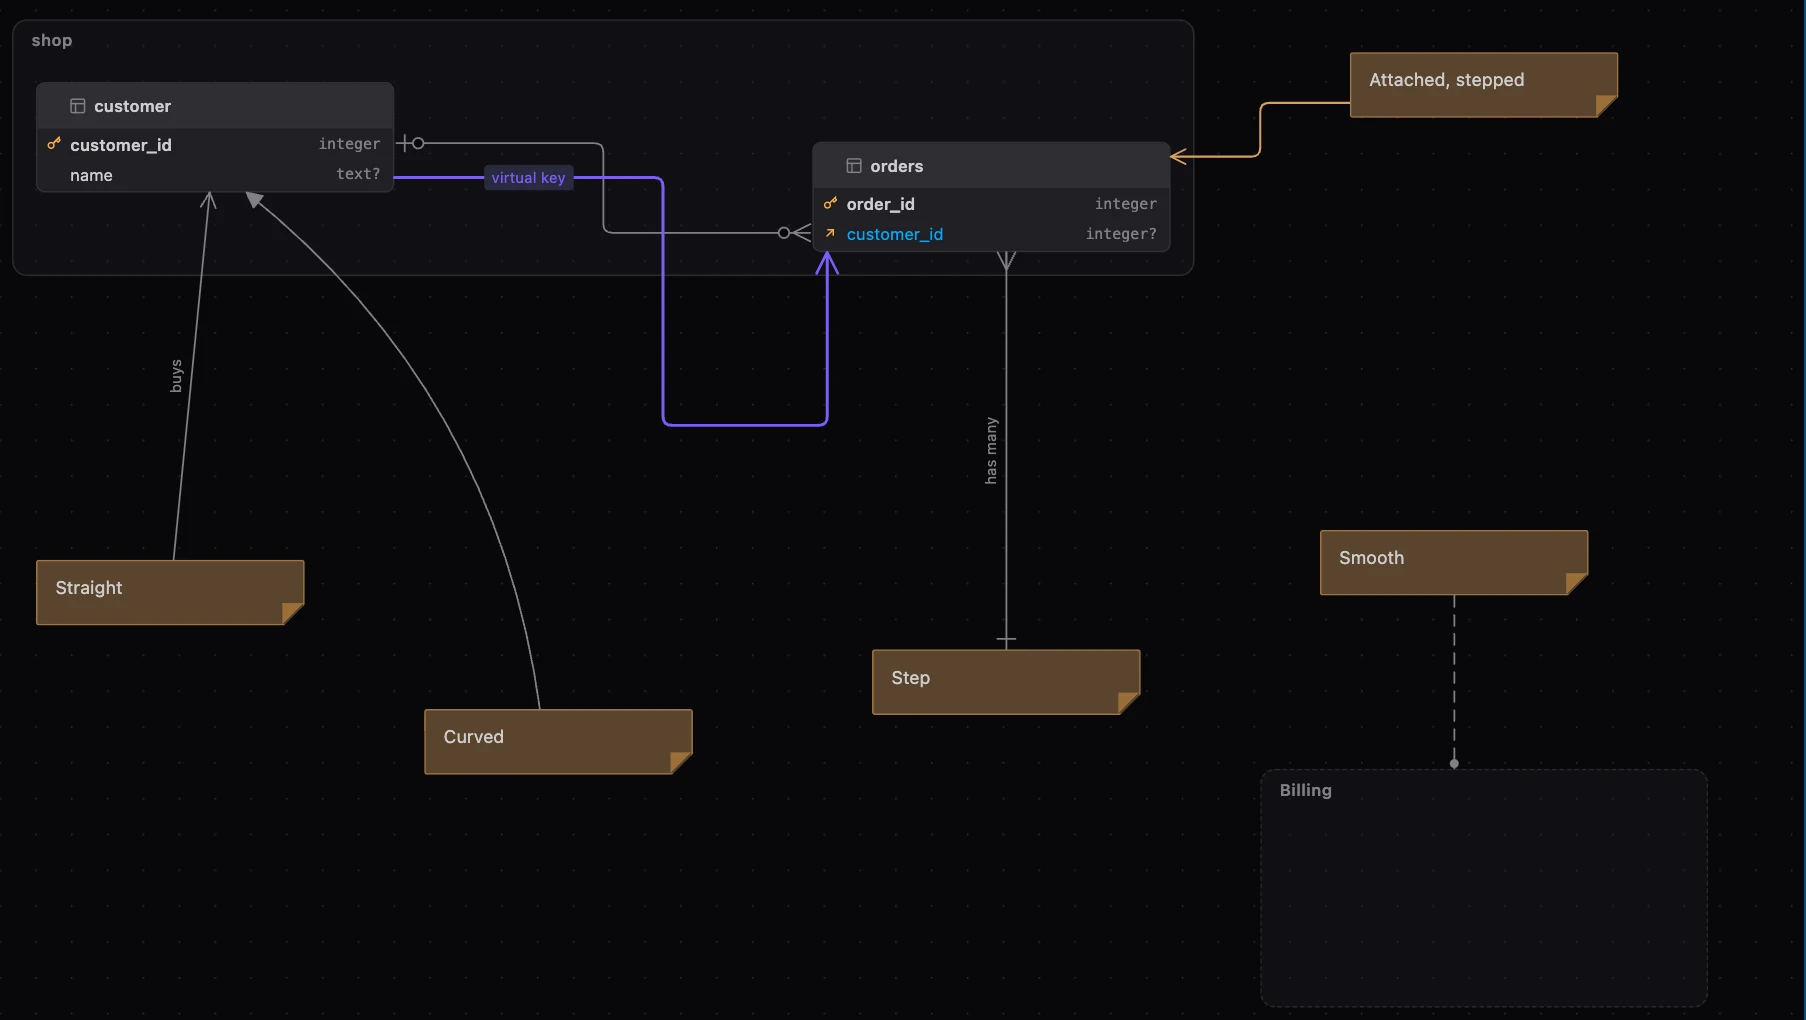 shop
customer
customer_id integer
name text?
virtual key
orders
order_id integer
customer_id integer?
Attached, stepped
buys
has many
Straight
Curved
Step
Smooth
Billing